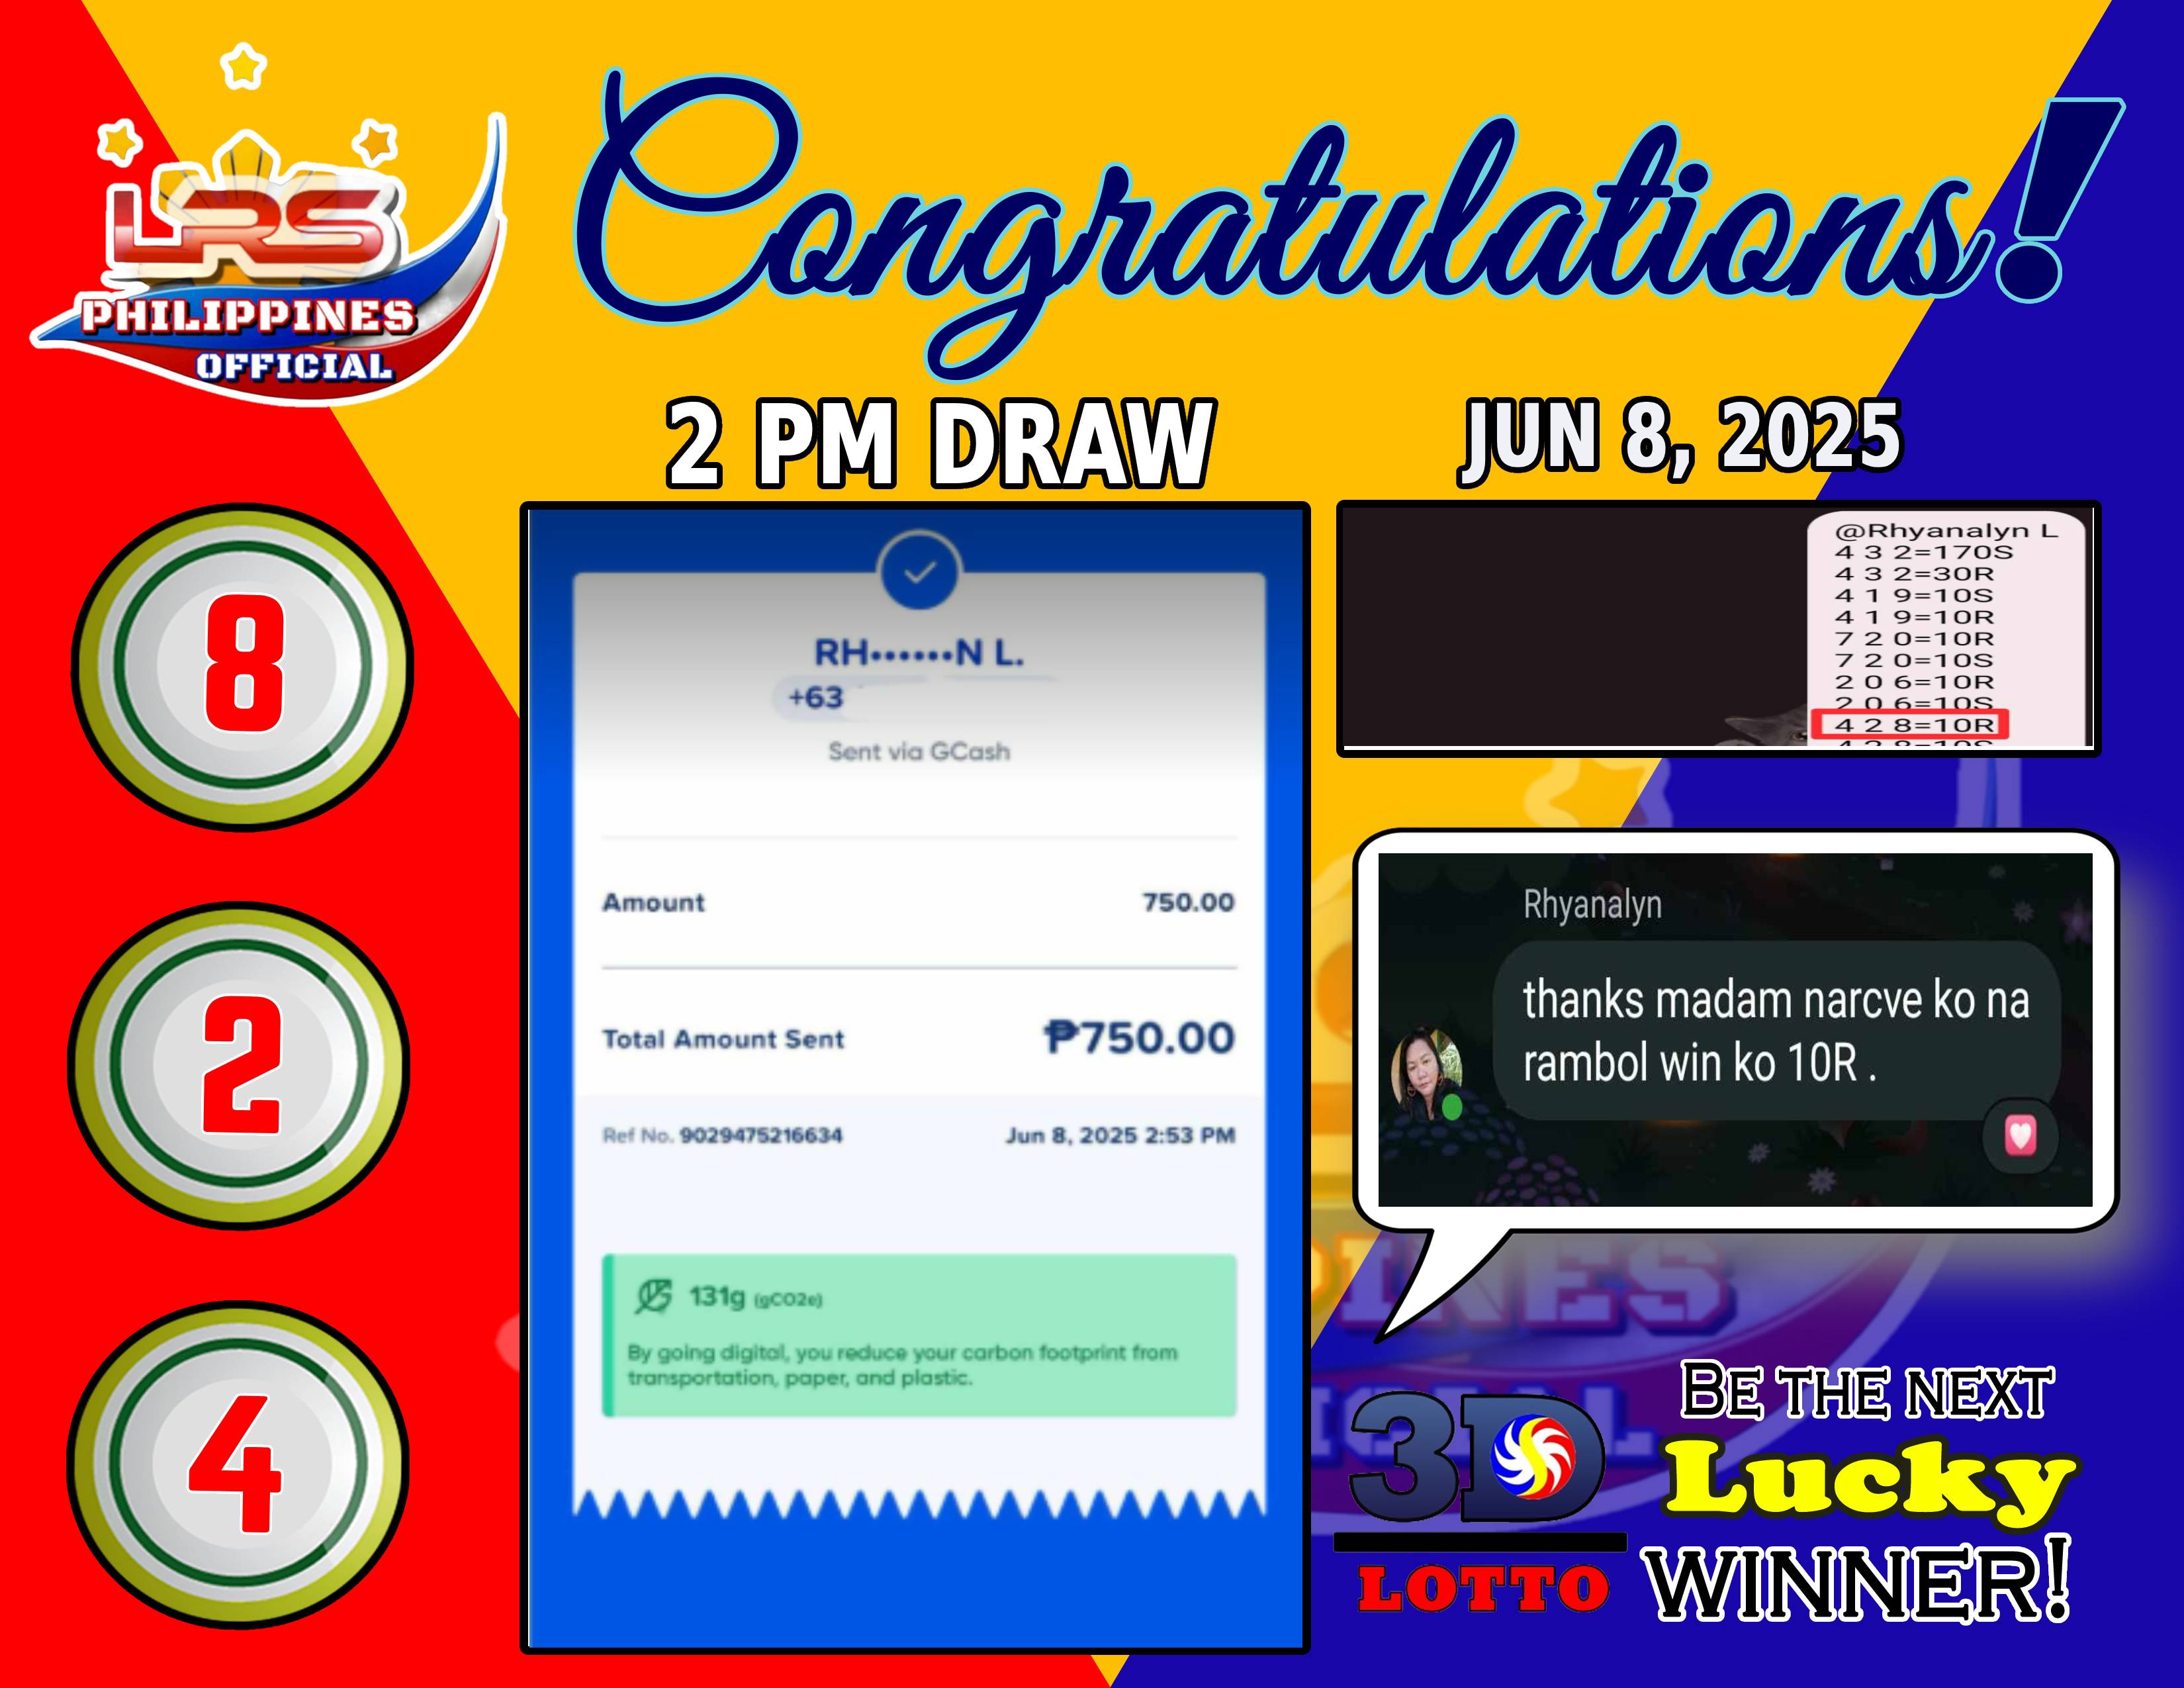 LRS
PHILIPPINES
OFFICIAL
Congratulations!
2 PM DRAW
JUN 8, 2025
8
2
4
RH••••••N L.
+63
Sent via GCash
Amount 750.00
Total Amount Sent ₱750.00
Ref No. 9029475216634 Jun 8, 2025 2:53 PM
131g (gCO2e)
By going digital, you reduce your carbon footprint from
transportation, paper, and plastic.
@Rhyanalyn L
4 3 2=170S
4 3 2=30R
4 1 9=10S
4 1 9=10R
7 2 0=10R
7 2 0=10S
2 0 6=10R
2 0 6=10S
4 2 8=10R
Rhyanalyn
thanks madam narcve ko na
rambol win ko 10R .
3D
LOTTO
BE THE NEXT
Lucky
WINNER!